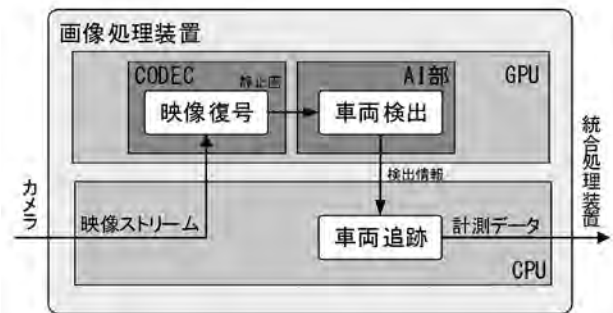 画像処理装置
CODEC
静止画
AI部
GPU
映像復号
車両検出
検出情報
カメラ
映像ストリーム
車両追跡
計測データ
統合処理装置
CPU